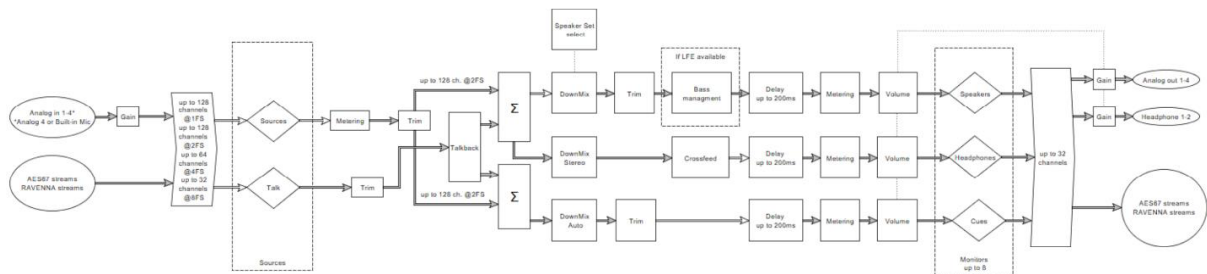 Analog in 1-4*
*Analog 4 or Built-in Mic
AES67 streams
RAVENNA streams
Gain
up to 128
channels
@1FS
up to 128
channels
@2FS
up to 64
channels
@4FS
up to 32
channels
@8FS
Sources
Talk
Sources
Metering
Trim
Trim
up to 128 ch. @2FS
Talkback
up to 128 ch. @2FS
Σ
Σ
Speaker Set
select
DownMix
Trim
If LFE available
Bass
managment
Delay
up to 200ms
Metering
Volume
Speakers
DownMix
Stereo
Crossfeed
Delay
up to 200ms
Metering
Volume
Headphones
DownMix
Auto
Trim
Delay
up to 200ms
Metering
Volume
Cues
Monitors
up to 8
up to 32
channels
Gain
Analog out 1-4
Gain
Headphone 1-2
AES67 streams
RAVENNA streams